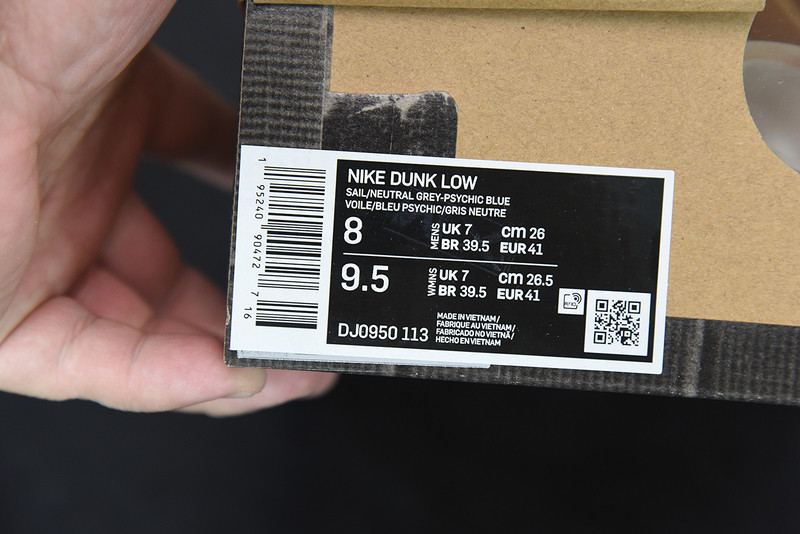 NIKE DUNK LOW
SAIL/NEUTRAL GREY-PSYCHIC BLUE
VOILE/BLEU PSYCHIC/GRIS NEUTRE
8 MENS UK 7 cm 26
BR 39.5 EUR 41
9.5 WMNS UK 7 cm 26.5
BR 39.5 EUR 41
DJ0950 113
MADE IN VIETNAM/
FABRIQUE AU VIETNAM/
FABRICADO NO VIETNÃ/
HECHO EN VIETNAM
RFID
1 95240 90472 7 16